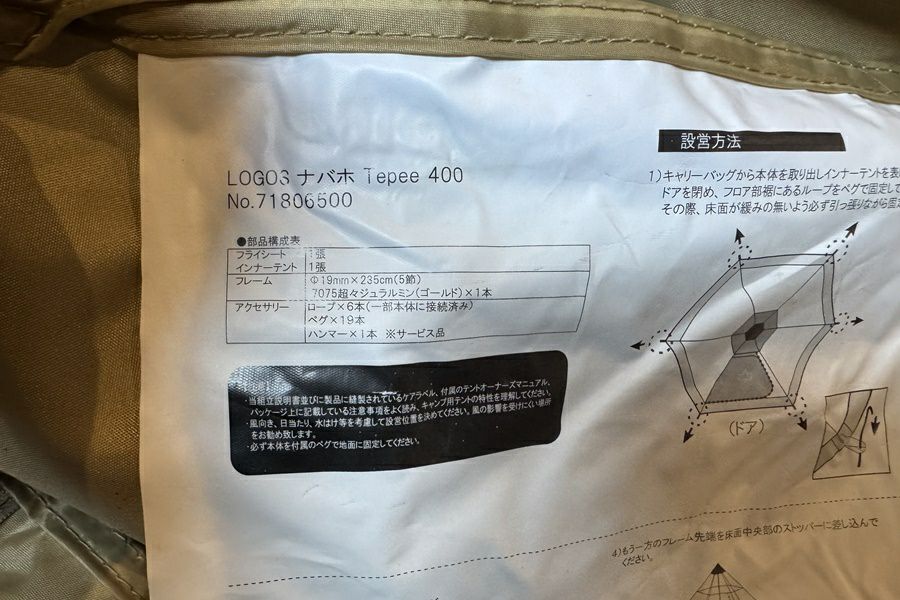 LOGOS ナバホ Tepee 400
No.71806500
●部品構成表
フライシート 1張
インナーテント 1張
フレーム Φ19mm×235cm(5節)
7075超々ジュラルミン(ゴールド)×1本
アクセサリー ロープ×6本(一部本体に接続済み)
ペグ×19本
ハンマー×1本 ※サービス品
・当組立説明書並びに製品に縫製されているケアラベル、付属のテントオーナーズマニュアル、
パッケージ上に記載している注意事項をよく読み、キャンプ用テントの特性を理解してください。
・風向き、日当たり、水はけ等を考慮して設営位置を決めてください。風の影響を受けにくい場所
をお勧め致します。
・必ず本体を付属のペグで地面に固定してください。
設営方法
1)キャリーバッグから本体を取り出しインナーテントを
ドアを閉め、フロア部裾にあるループをペグで固定して
その際、床面が緩みの無いよう必ず引っ張りながら固
(ドア)
4)もう一方のフレーム先端を床面中央部のストッパーに差し込んで
ください。